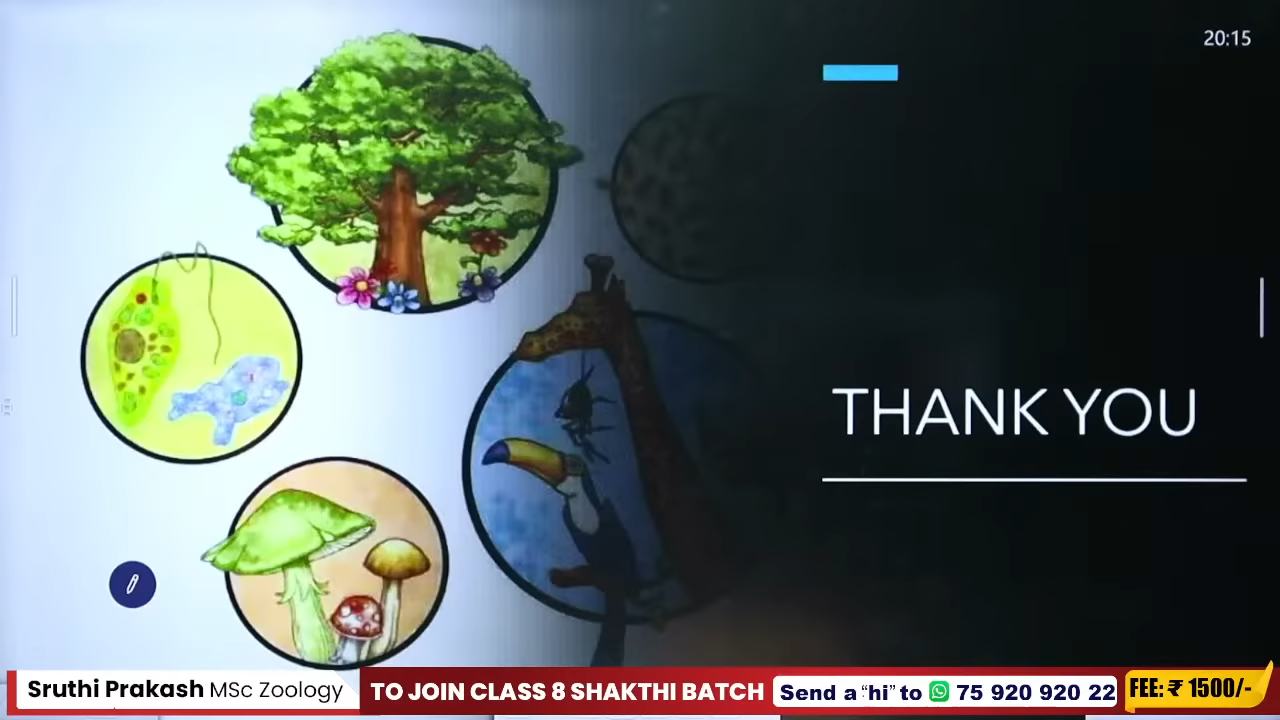 20:15
THANK YOU
Sruthi Prakash MSc Zoology
TO JOIN CLASS 8 SHAKTHI BATCH
Send a “hi” to 75 920 920 22
FEE: ₹ 1500/-